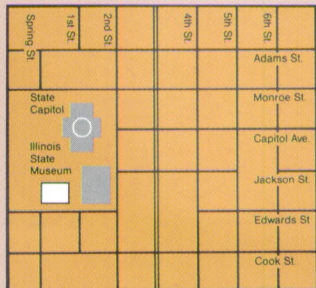 Spring St.
1st St.
2nd St.
4th St.
5th St.
6th St.
Adams St.
Monroe St.
Capitol Ave.
Jackson St.
Edwards St
Cook St.
State
Capitol
Illinois
State
Museum